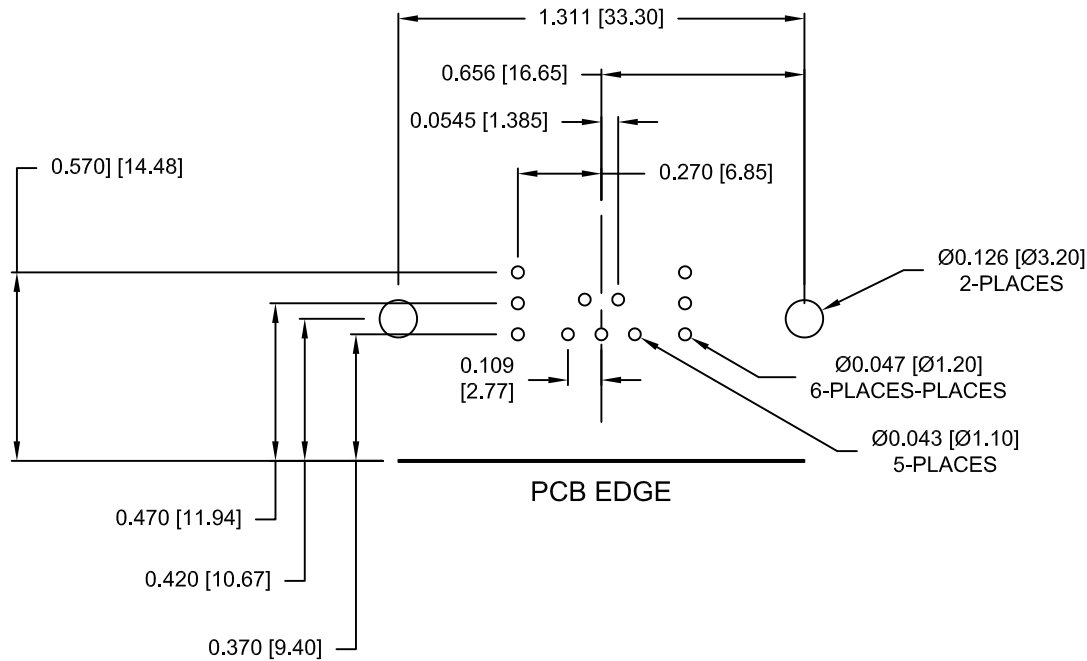 1.311 [33.30]
0.656 [16.65]
0.0545 [1.385]
0.570] [14.48]
0.270 [6.85]
Ø0.126 [Ø3.20]
2-PLACES
0.109
[2.77]
Ø0.047 [Ø1.20]
6-PLACES-PLACES
Ø0.043 [Ø1.10]
5-PLACES
PCB EDGE
0.470 [11.94]
0.420 [10.67]
0.370 [9.40]